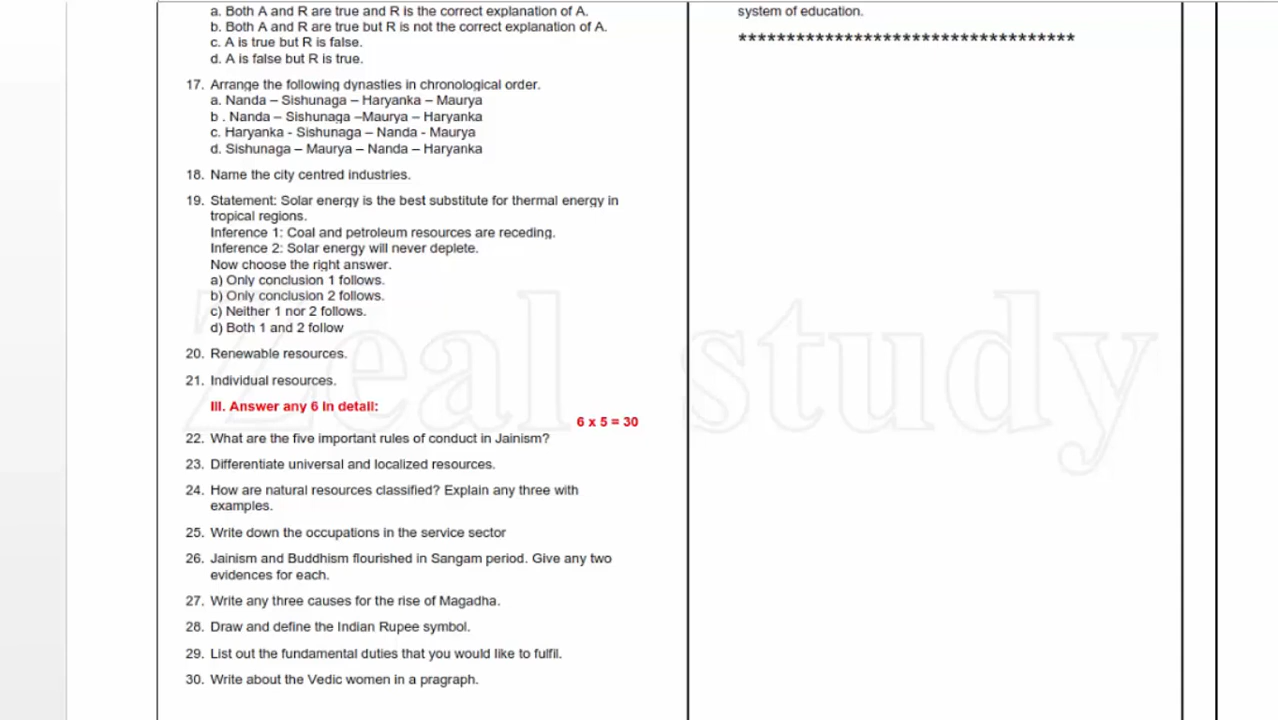 a. Both A and R are true and R is the correct explanation of A.
b. Both A and R are true but R is not the correct explanation of A.
c. A is true but R is false.
d. A is false but R is true.
17. Arrange the following dynasties in chronological order.
a. Nanda – Sishunaga – Haryanka – Maurya
b . Nanda – Sishunaga –Maurya – Haryanka
c. Haryanka - Sishunaga – Nanda - Maurya
d. Sishunaga – Maurya – Nanda – Haryanka
18. Name the city centred industries.
19. Statement: Solar energy is the best substitute for thermal energy in
tropical regions.
Inference 1: Coal and petroleum resources are receding.
Inference 2: Solar energy will never deplete.
Now choose the right answer.
a) Only conclusion 1 follows.
b) Only conclusion 2 follows.
c) Neither 1 nor 2 follows.
d) Both 1 and 2 follow
20. Renewable resources.
21. Individual resources.
III. Answer any 6 in detail:
6 x 5 = 30
22. What are the five important rules of conduct in Jainism?
23. Differentiate universal and localized resources.
24. How are natural resources classified? Explain any three with
examples.
25. Write down the occupations in the service sector
26. Jainism and Buddhism flourished in Sangam period. Give any two
evidences for each.
27. Write any three causes for the rise of Magadha.
28. Draw and define the Indian Rupee symbol.
29. List out the fundamental duties that you would like to fulfil.
30. Write about the Vedic women in a pragraph.
system of education.
***********************************
Zeal study